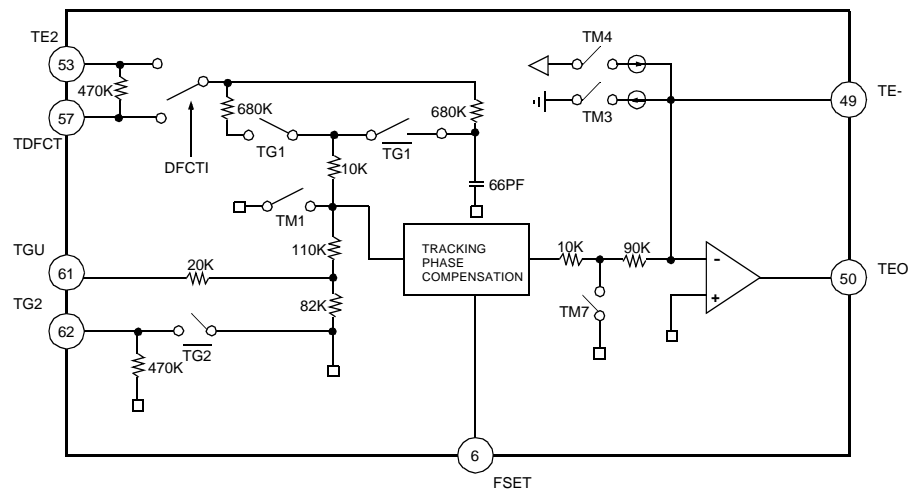 TE2
53
470K
57
TDFCT
DFCTI
680K
TG1
TG1
680K
10K
66PF
TM1
110K
TGU
61
20K
TG2
62
82K
TG2
470K
TRACKING
PHASE
COMPENSATION
10K
90K
TM7
TM4
TM3
49
TE-
-
+
50
TEO
6
FSET